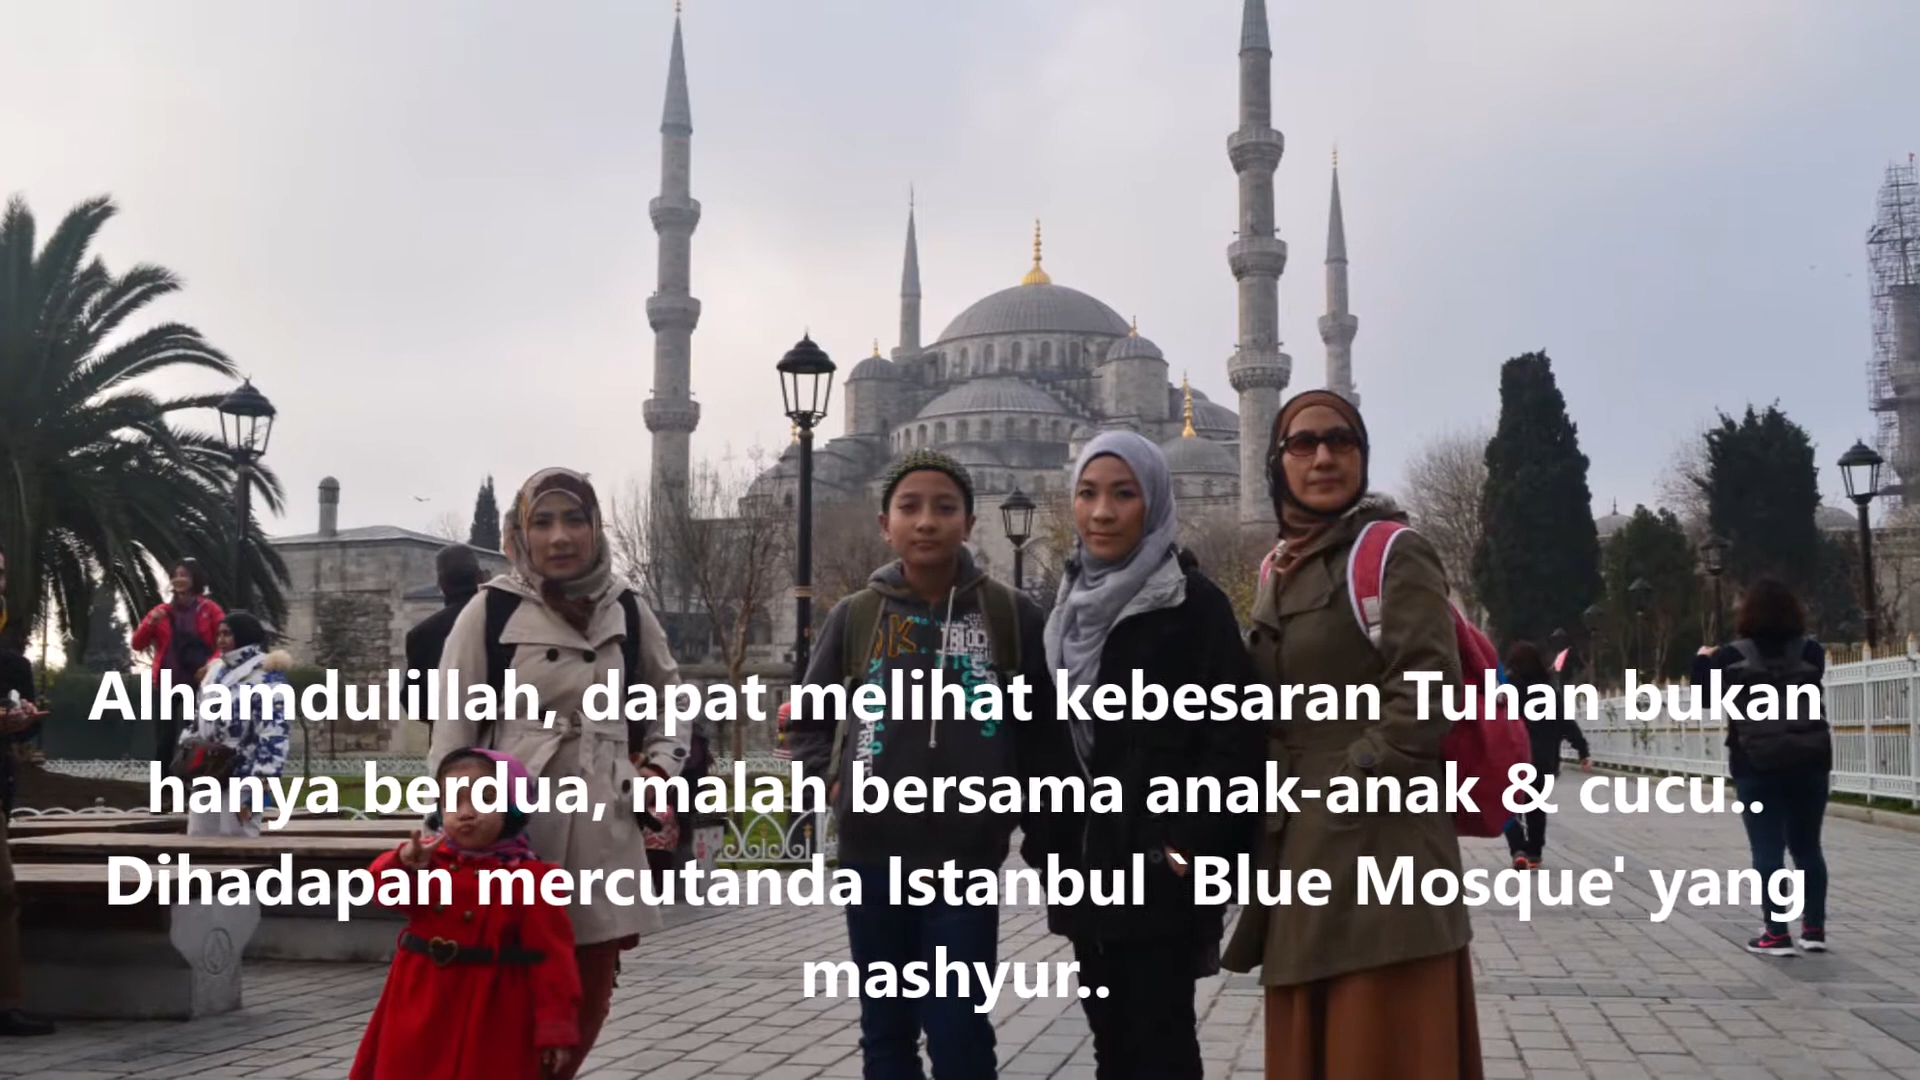 Alhamdulillah, dapat melihat kebesaran Tuhan bukan
hanya berdua, malah bersama anak-anak & cucu..
Dihadapan mercutanda Istanbul `Blue Mosque' yang
mashyur..